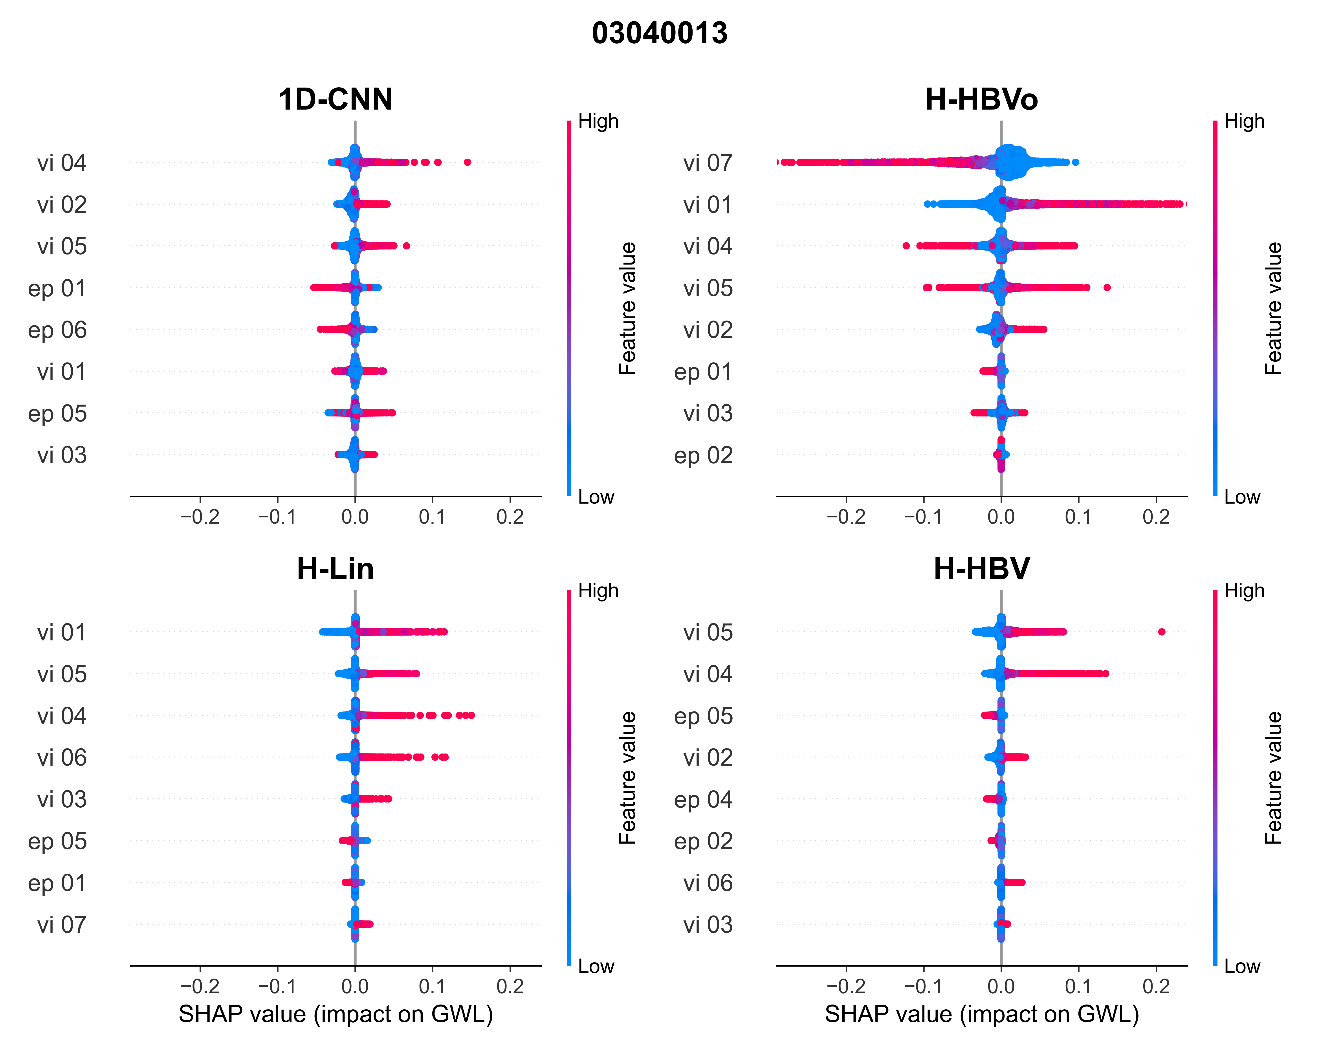 03040013
1D-CNN
High
vi 04
vi 02
vi 05
ep 01
ep 06
vi 01
ep 05
vi 03
Feature value
Low
−0.2 −0.1 0.0 0.1 0.2
H-HBVo
High
vi 07
vi 01
vi 04
vi 05
vi 02
ep 01
vi 03
ep 02
Feature value
Low
−0.2 −0.1 0.0 0.1 0.2
H-Lin
High
vi 01
vi 05
vi 04
vi 06
vi 03
ep 05
ep 01
vi 07
Feature value
Low
−0.2 −0.1 0.0 0.1 0.2
SHAP value (impact on GWL)
H-HBV
High
vi 05
vi 04
ep 05
vi 02
ep 04
ep 02
vi 06
vi 03
Feature value
Low
−0.2 −0.1 0.0 0.1 0.2
SHAP value (impact on GWL)